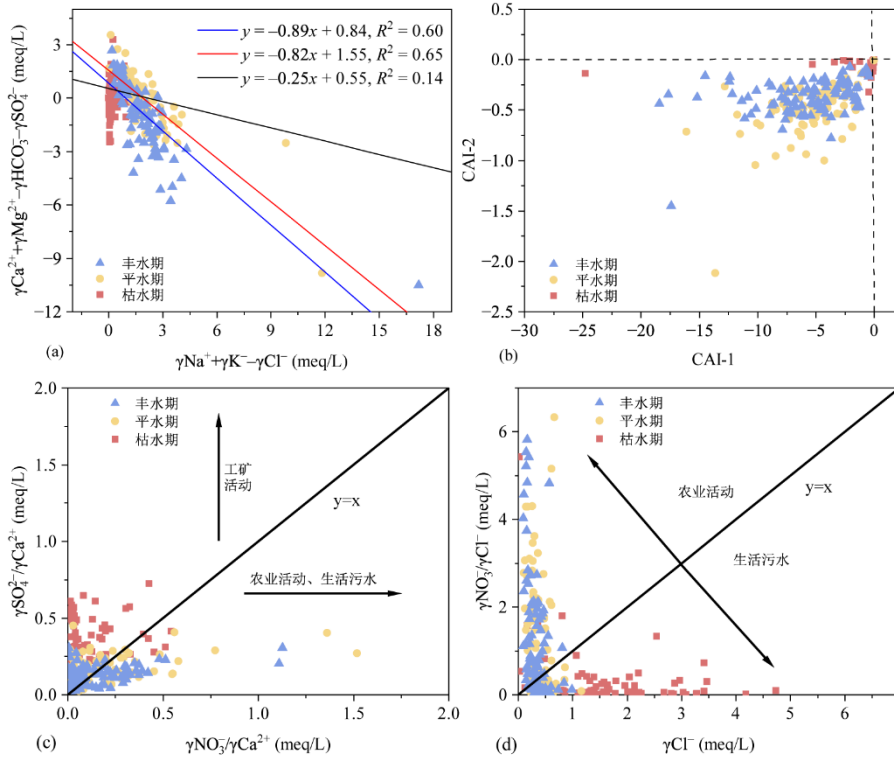 y = –0.89x + 0.84, R² = 0.60
y = –0.82x + 1.55, R² = 0.65
y = –0.25x + 0.55, R² = 0.14
γCa²⁺+γMg²⁺–γHCO₃⁻–γSO₄²⁻ (meq/L)
3
0
–3
–6
–9
–12
丰水期
平水期
枯水期
(a)
0 3 6 9 12 15 18
γNa⁺+γK⁻–γCl⁻ (meq/L)
CAI-2
0.0
–0.5
–1.0
–1.5
–2.0
–2.5
丰水期
平水期
枯水期
(b)
–30 –25 –20 –15 –10 –5 0
CAI-1
γSO₄²⁻/γCa²⁺ (meq/L)
2.0
1.5
1.0
0.5
0.0
丰水期
平水期
枯水期
工矿
活动
y=x
农业活动、生活污水
(c)
0.0 0.5 1.0 1.5 2.0
γNO₃⁻/γCa²⁺ (meq/L)
γNO₃⁻/γCl⁻ (meq/L)
7
6
5
4
3
2
1
0
丰水期
平水期
枯水期
农业活动
y=x
生活污水
(d)
0 1 2 3 4 5 6
γCl⁻ (meq/L)